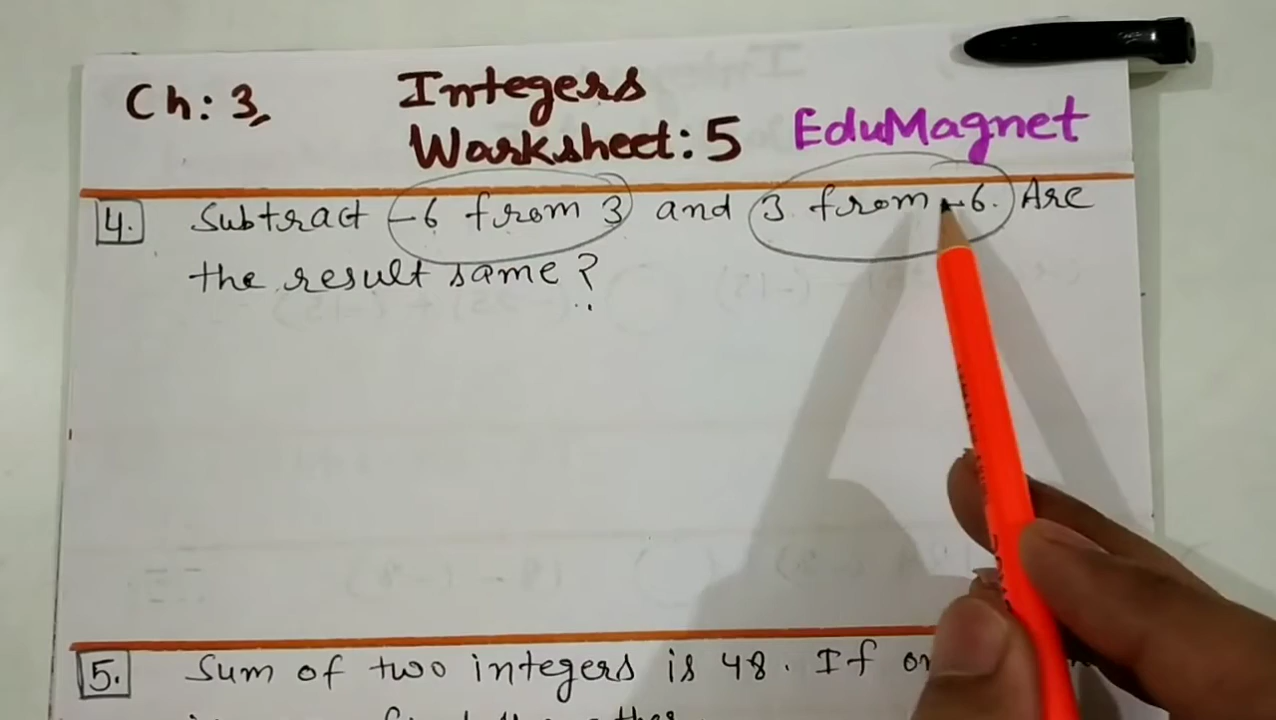 Ch: 3, Integers
Warksheet: 5 EduMagnet
4. Subtract -6 from 3 and 3 from -6. Are
the result same?
5. Sum of two integers is 48. If